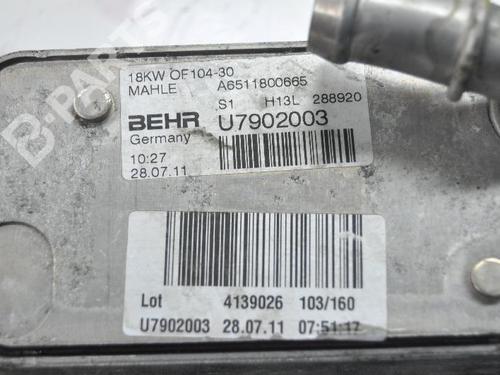 18KW OF104-30
MAHLE A6511800665
S1 H13L 288920
BEHR U7902003
Germany
10:27
28.07.11
Lot 4139026 103/160
U7902003 28.07.11 07:51:17
B-PARTS